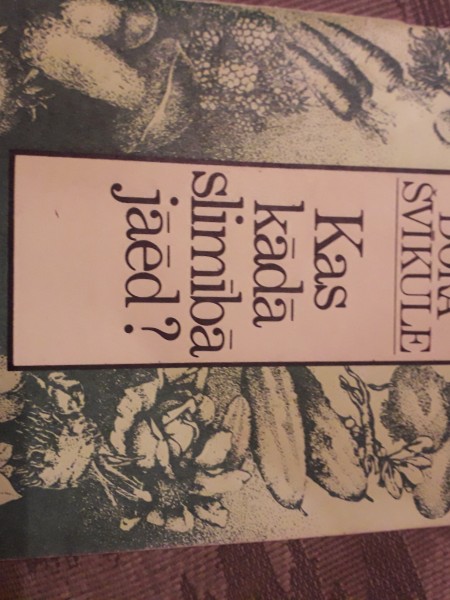 ŠVIKULE
Kas
kādā
slimībā
jāēd?